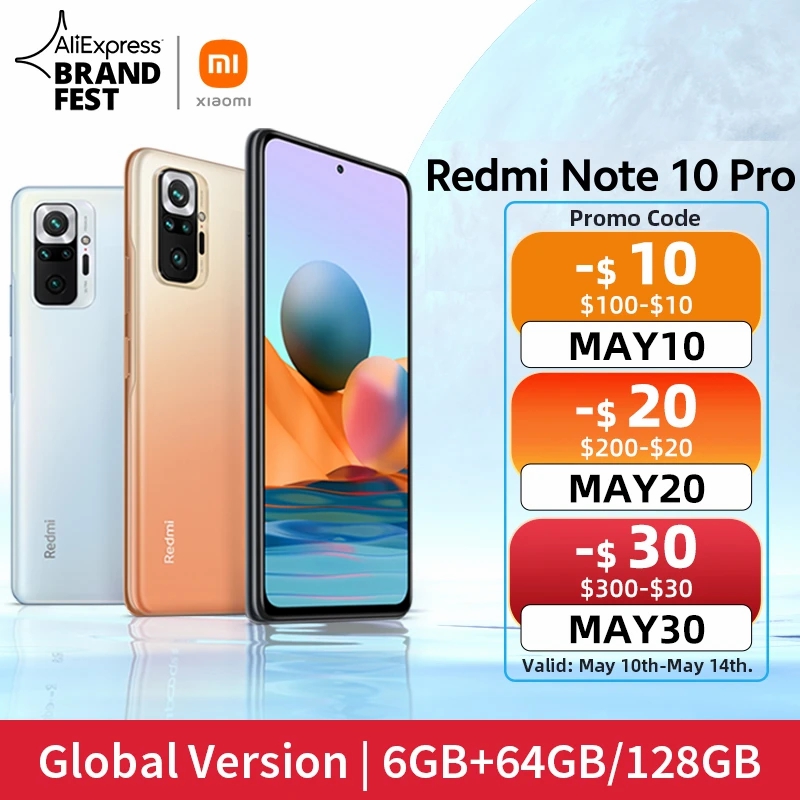 AliExpress
BRAND
FEST
mi
xiaomi
Redmi Note 10 Pro
Promo Code
-$ 10
$100-$10
MAY10
-$ 20
$200-$20
MAY20
-$ 30
$300-$30
MAY30
Valid: May 10th-May 14th.
Redmi
Redmi
Global Version | 6GB+64GB/128GB